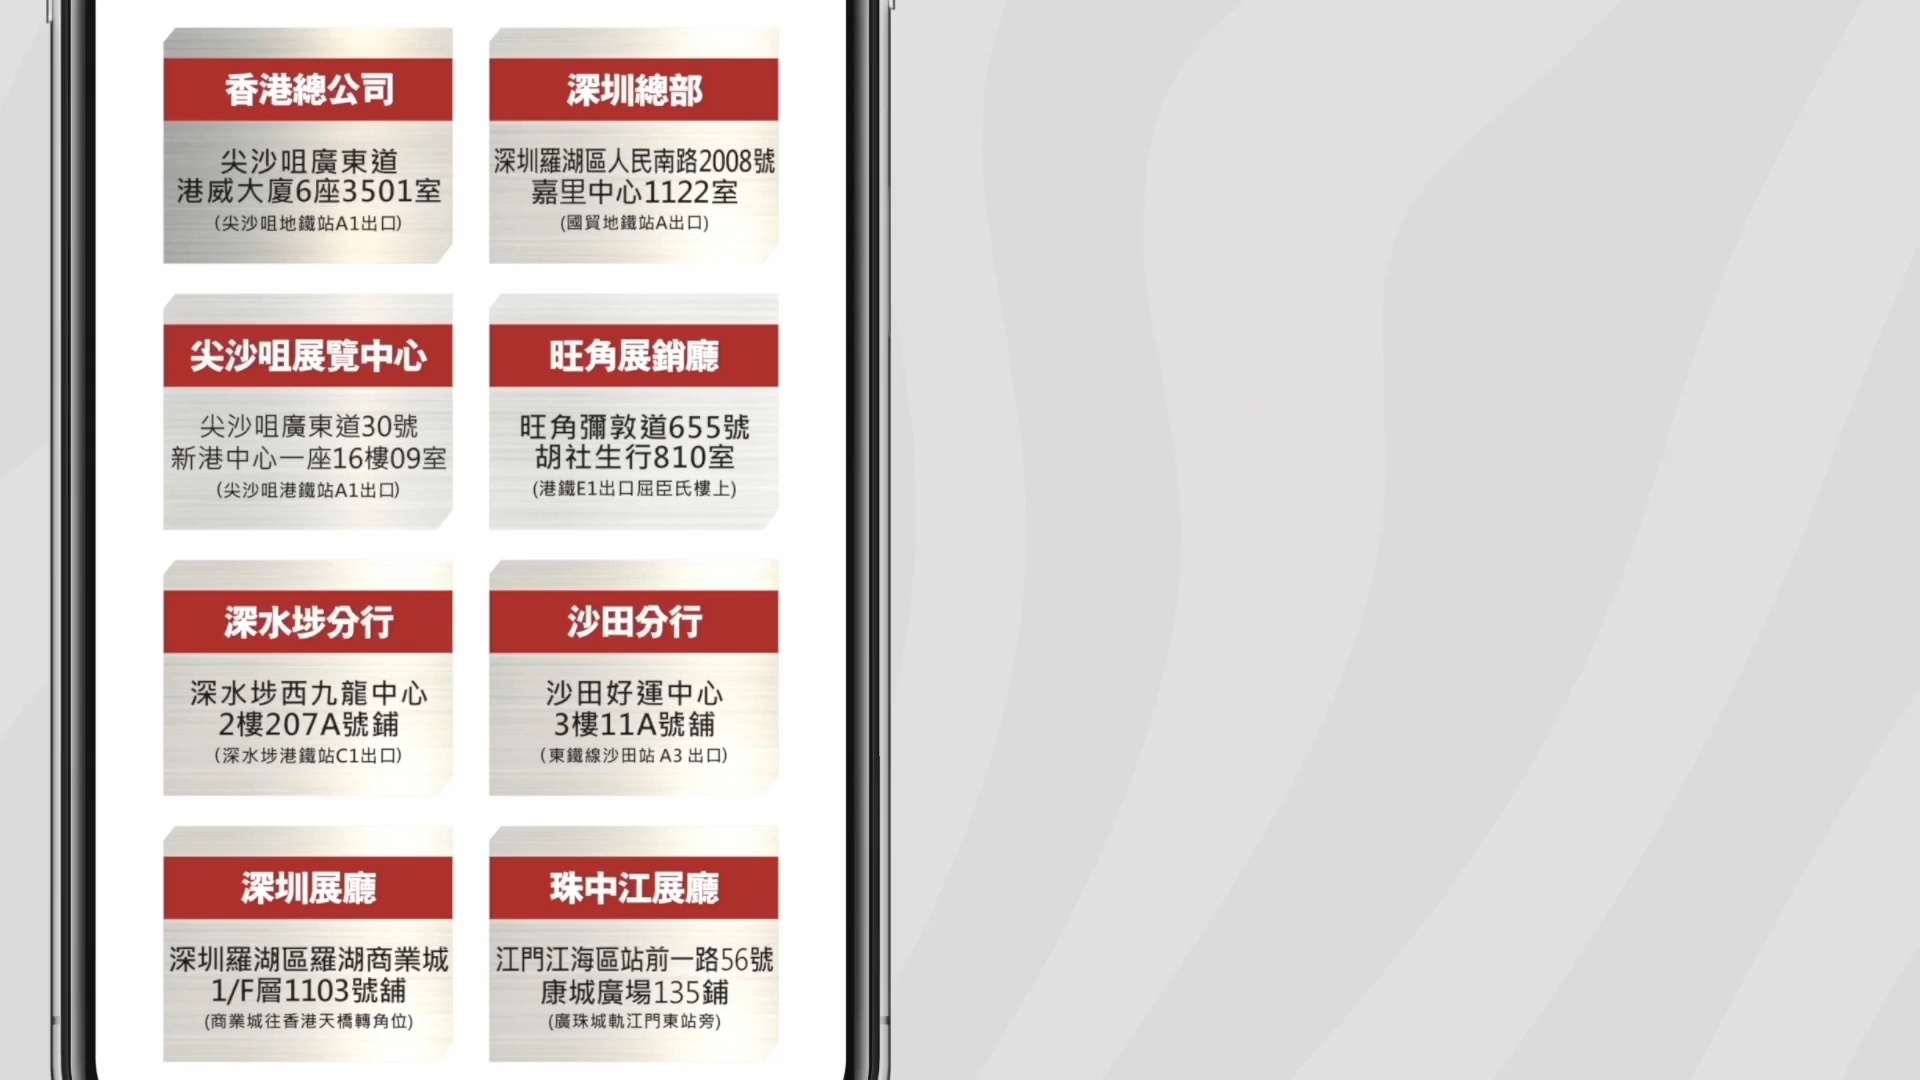 香港總公司
尖沙咀廣東道
港威大廈6座3501室
(尖沙咀地鐵站A1出口)
深圳總部
深圳羅湖區人民南路2008號
嘉里中心1122室
(國貿地鐵站A出口)
尖沙咀展覽中心
尖沙咀廣東道30號
新港中心一座16樓09室
(尖沙咀港鐵站A1出口)
旺角展銷廳
旺角彌敦道655號
胡社生行810室
(港鐵E1出口屈臣氏樓上)
深水埗分行
深水埗西九龍中心
2樓207A號鋪
(深水埗港鐵站C1出口)
沙田分行
沙田好運中心
3樓11A號舖
(東鐵線沙田站 A3 出口)
深圳展廳
深圳羅湖區羅湖商業城
1/F層1103號舖
(商業城往香港天橋轉角位)
珠中江展廳
江門江海區站前一路56號
康城廣場135鋪
(廣珠城軌江門東站旁)